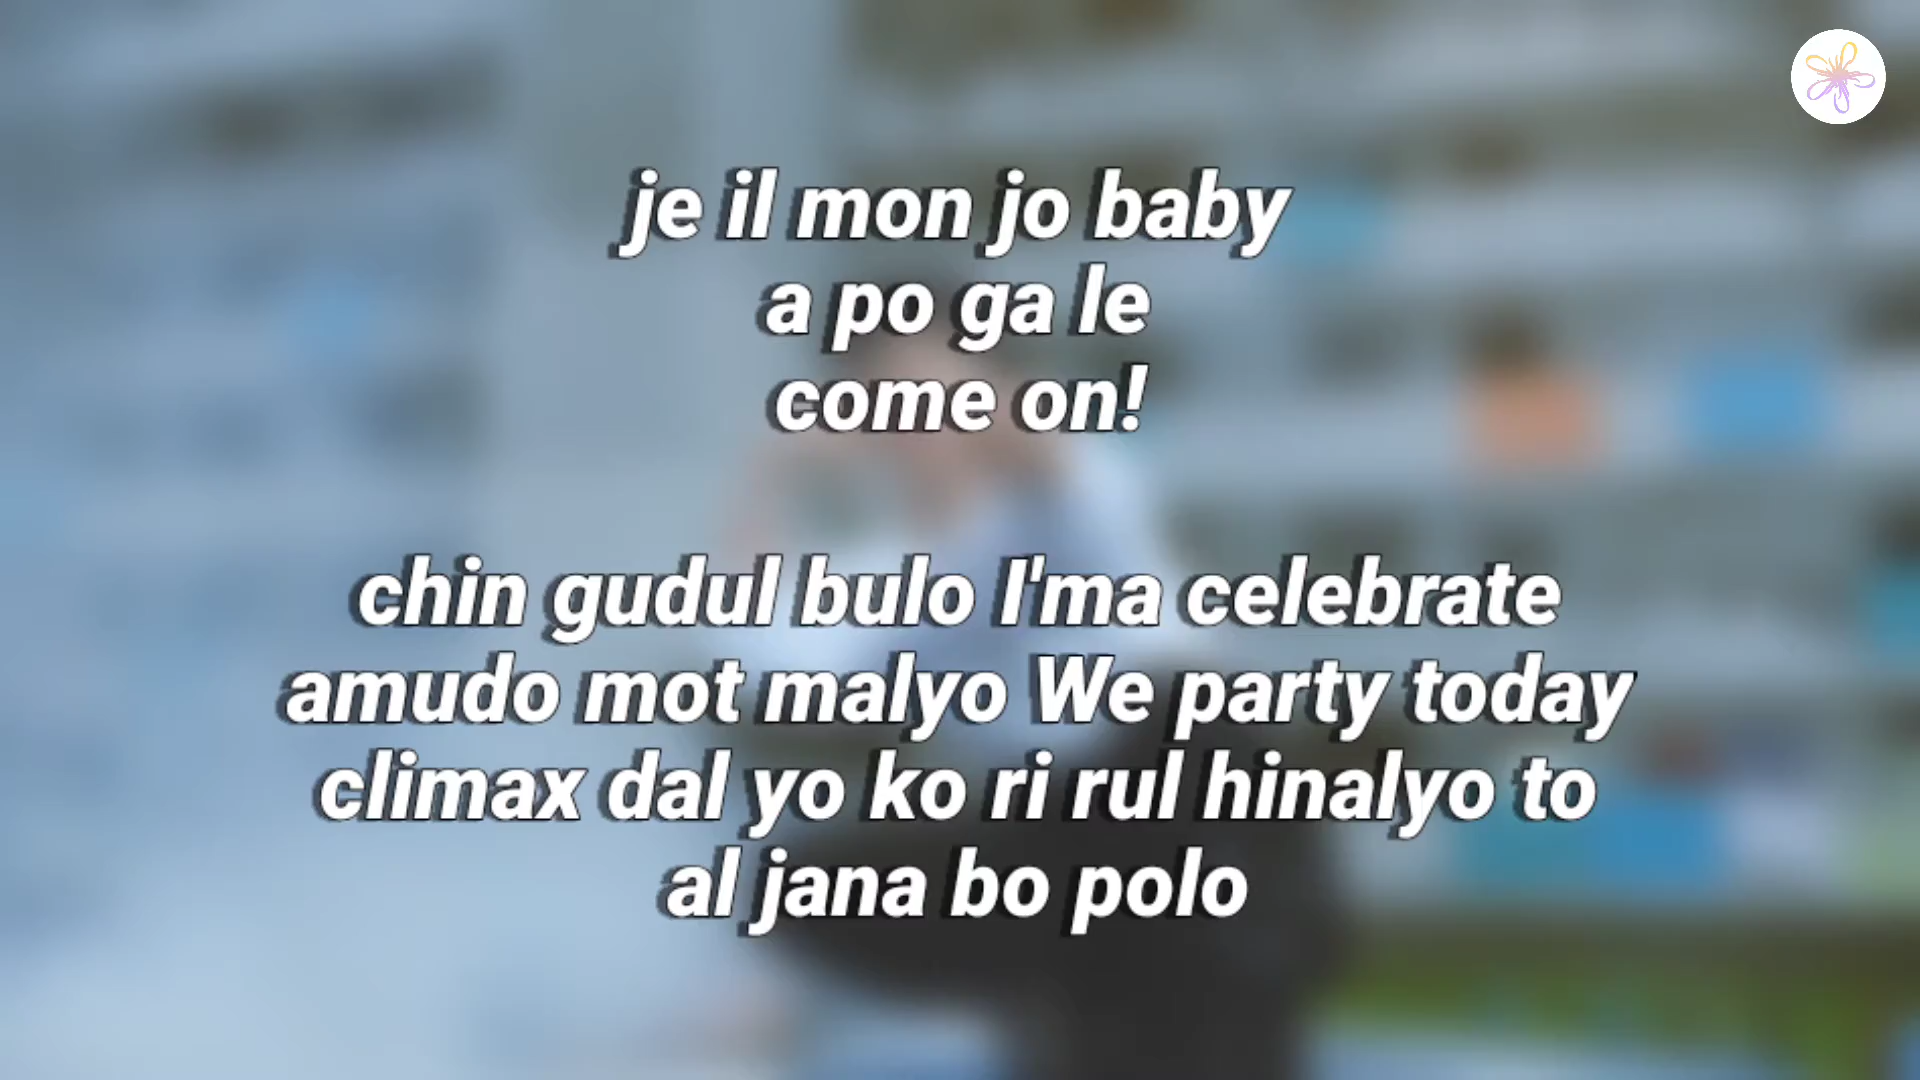 je il mon jo baby
a po ga le
come on!
chin gudul bulo I'ma celebrate
amudo mot malyo We party today
climax dal yo ko ri rul hinalyo to
al jana bo polo